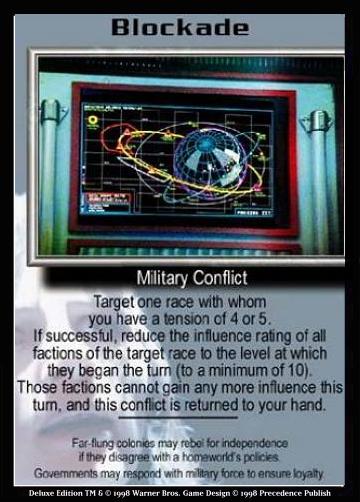 Blockade
Military Conflict
Target one race with whom
you have a tension of 4 or 5.
If successful, reduce the influence rating of all
factions of the target race to the level at which
they began the turn (to a minimum of 10).
Those factions cannot gain any more influence this
turn, and this conflict is returned to your hand.
Far-flung colonies may rebel for independence
if they disagree with a homeworld's policies.
Governments may respond with military force to ensure loyalty.
Deluxe Edition TM & © 1998 Warner Bros. Game Design © 1998 Precedence Publish